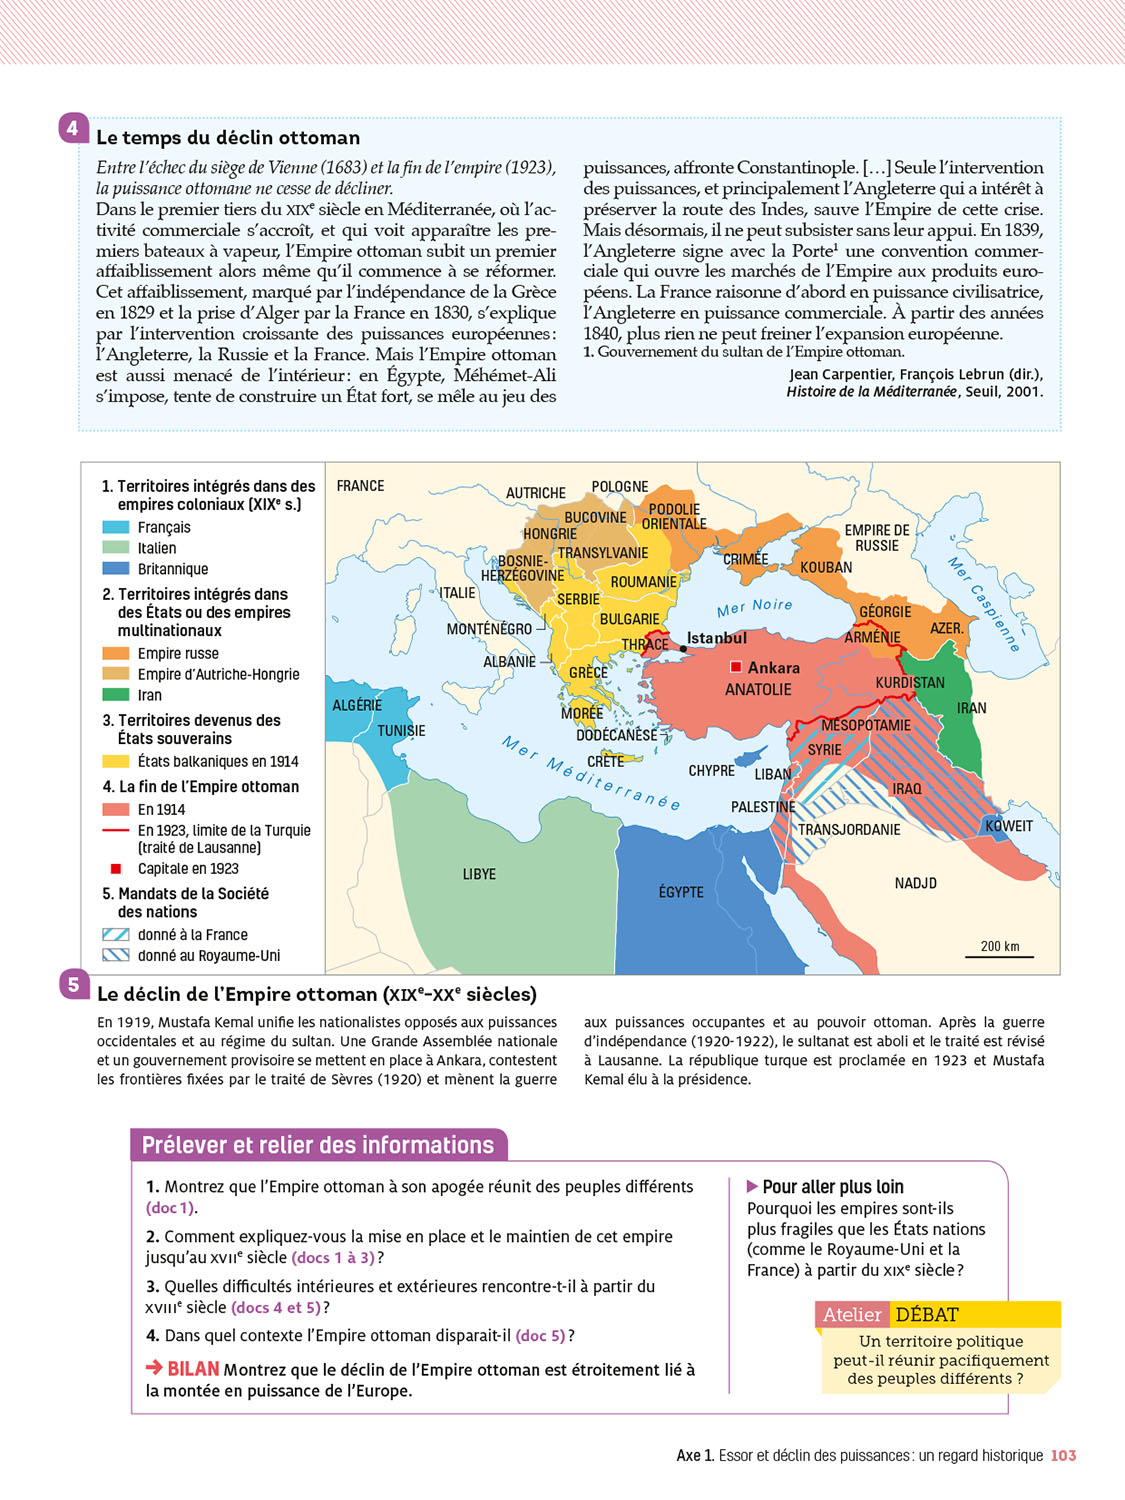 4
Le temps du déclin ottoman
Entre l'échec du siège de Vienne (1683) et la fin de l'empire (1923),
la puissance ottomane ne cesse de décliner.
Dans le premier tiers du XIXe siècle en Méditerranée, où l'ac-
tivité commerciale s'accroît, et qui voit apparaître les pre-
miers bateaux à vapeur, l'Empire ottoman subit un premier
affaiblissement alors même qu'il commence à se réformer.
Cet affaiblissement, marqué par l'indépendance de la Grèce
en 1829 et la prise d'Alger par la France en 1830, s'explique
par l'intervention croissante des puissances européennes :
l'Angleterre, la Russie et la France. Mais l'Empire ottoman
est aussi menacé de l'intérieur : en Égypte, Méhémet-Ali
s'impose, tente de construire un État fort, se mêle au jeu des
puissances, affronte Constantinople. […] Seule l'intervention
des puissances, et principalement l'Angleterre qui a intérêt à
préserver la route des Indes, sauve l'Empire de cette crise.
Mais désormais, il ne peut subsister sans leur appui. En 1839,
l'Angleterre signe avec la Porte1 une convention commer-
ciale qui ouvre les marchés de l'Empire aux produits euro-
péens. La France raisonne d'abord en puissance civilisatrice,
l'Angleterre en puissance commerciale. À partir des années
1840, plus rien ne peut freiner l'expansion européenne.
1. Gouvernement du sultan de l'Empire ottoman.
Jean Carpentier, François Lebrun (dir.),
Histoire de la Méditerranée, Seuil, 2001.
1. Territoires intégrés dans des
empires coloniaux (XIXe s.)
Français
Italien
Britannique
2. Territoires intégrés dans
des États ou des empires
multinationaux
Empire russe
Empire d'Autriche-Hongrie
Iran
3. Territoires devenus des
États souverains
États balkaniques en 1914
4. La fin de l'Empire ottoman
En 1914
En 1923, limite de la Turquie
(traité de Lausanne)
Capitale en 1923
5. Mandats de la Société
des nations
donné à la France
donné au Royaume-Uni
FRANCE
AUTRICHE
POLOGNE
BUCOVINE
PODOLIE
ORIENTALE
HONGRIE
TRANSYLVANIE
EMPIRE DE
RUSSIE
CRIMÉE
KOUBAN
BOSNIE-
HERZÉGOVINE
ROUMANIE
ITALIE
SERBIE
Mer Noire
Mer Caspienne
BULGARIE
GÉORGIE
MONTÉNÉGRO
THRACE
Istanbul
ARMÉNIE
AZER.
ALBANIE
GRÈCE
Ankara
ANATOLIE
KURDISTAN
ALGÉRIE
MORÉE
IRAN
TUNISIE
DODÉCANÈSE
MÉSOPOTAMIE
SYRIE
CRÈTE
Mer Méditerranée
CHYPRE
LIBAN
IRAQ
PALESTINE
TRANSJORDANIE
KOWEIT
LIBYE
ÉGYPTE
NADJD
200 km
5
Le déclin de l'Empire ottoman (XIXe-XXe siècles)
En 1919, Mustafa Kemal unifie les nationalistes opposés aux puissances
occidentales et au régime du sultan. Une Grande Assemblée nationale
et un gouvernement provisoire se mettent en place à Ankara, contestent
les frontières fixées par le traité de Sèvres (1920) et mènent la guerre
aux puissances occupantes et au pouvoir ottoman. Après la guerre
d'indépendance (1920-1922), le sultanat est aboli et le traité est révisé
à Lausanne. La république turque est proclamée en 1923 et Mustafa
Kemal élu à la présidence.
Prélever et relier des informations
1. Montrez que l'Empire ottoman à son apogée réunit des peuples différents
(doc 1).
2. Comment expliquez-vous la mise en place et le maintien de cet empire
jusqu'au XVIIe siècle (docs 1 à 3) ?
3. Quelles difficultés intérieures et extérieures rencontre-t-il à partir du
XVIIIe siècle (docs 4 et 5) ?
4. Dans quel contexte l'Empire ottoman disparait-il (doc 5) ?
→ BILAN Montrez que le déclin de l'Empire ottoman est étroitement lié à
la montée en puissance de l'Europe.
▶ Pour aller plus loin
Pourquoi les empires sont-ils
plus fragiles que les États nations
(comme le Royaume-Uni et la
France) à partir du XIXe siècle ?
Atelier DÉBAT
Un territoire politique
peut-il réunir pacifiquement
des peuples différents ?
Axe 1. Essor et déclin des puissances : un regard historique 103